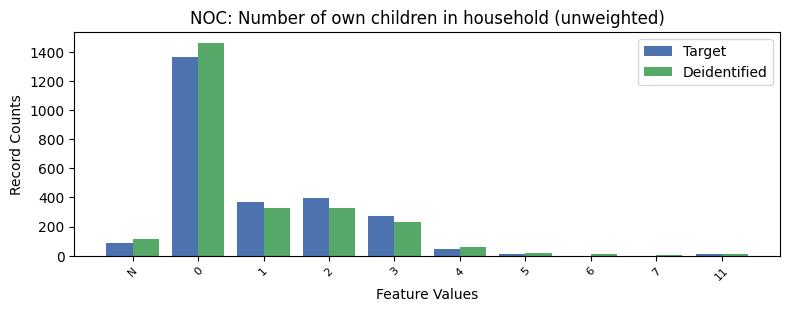 NOC: Number of own children in household (unweighted)
Target
Deidentified
Record Counts
1400
1200
1000
800
600
400
200
0
N 0 1 2 3 4 5 6 7 11
Feature Values